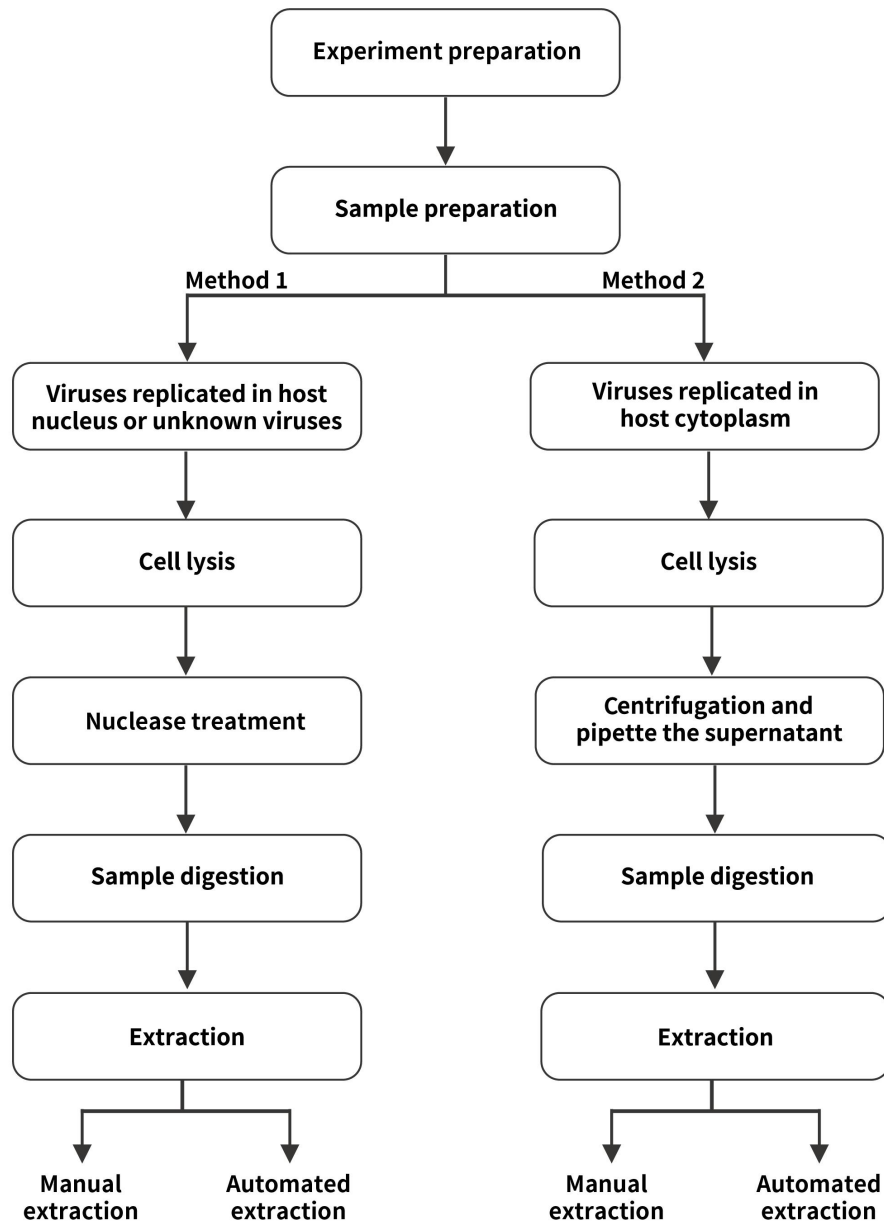 Experiment preparation
Sample preparation
Method 1
Method 2
Viruses replicated in host
nucleus or unknown viruses
Viruses replicated in
host cytoplasm
Cell lysis
Cell lysis
Nuclease treatment
Centrifugation and
pipette the supernatant
Sample digestion
Sample digestion
Extraction
Extraction
Manual
extraction
Automated
extraction
Manual
extraction
Automated
extraction